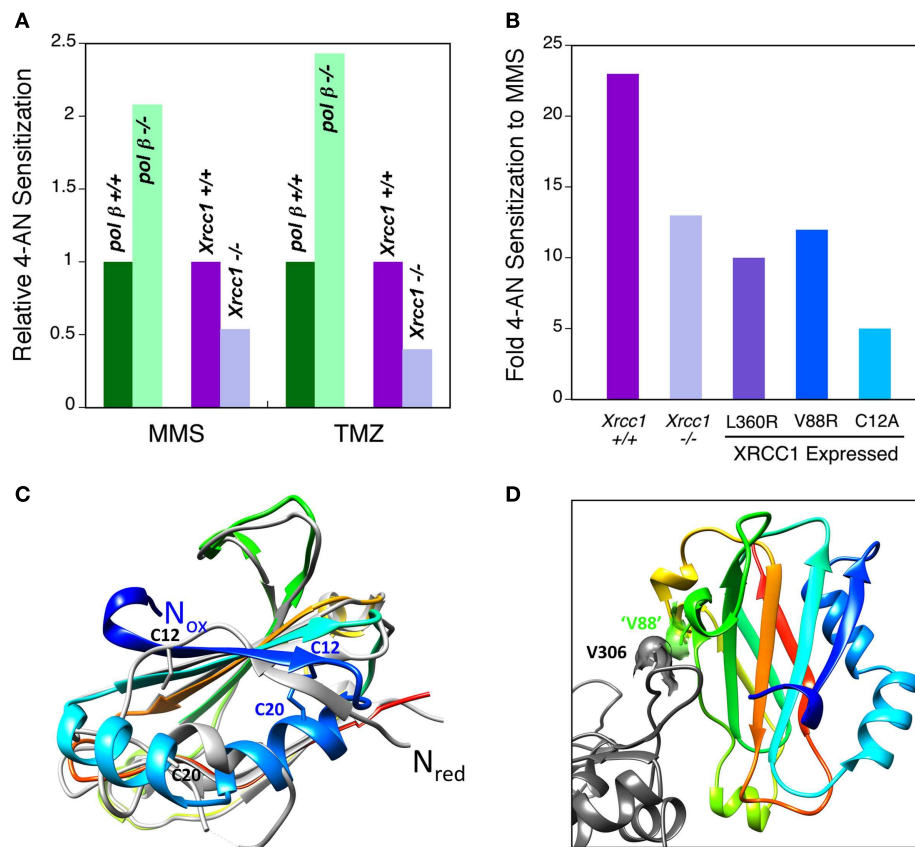 A
Relative 4-AN Sensitization
2.5
2
1.5
1
0.5
0
pol β +/+
pol β -/-
Xrcc1 +/+
Xrcc1 -/-
pol β +/+
pol β -/-
Xrcc1 +/+
Xrcc1 -/-
MMS
TMZ
B
Fold 4-AN Sensitization to MMS
25
20
15
10
5
0
Xrcc1
+/+
Xrcc1
-/-
L360R
V88R
C12A
XRCC1 Expressed
C
NOX
C12
C12
C20
C20
Nred
D
'V88'
V306